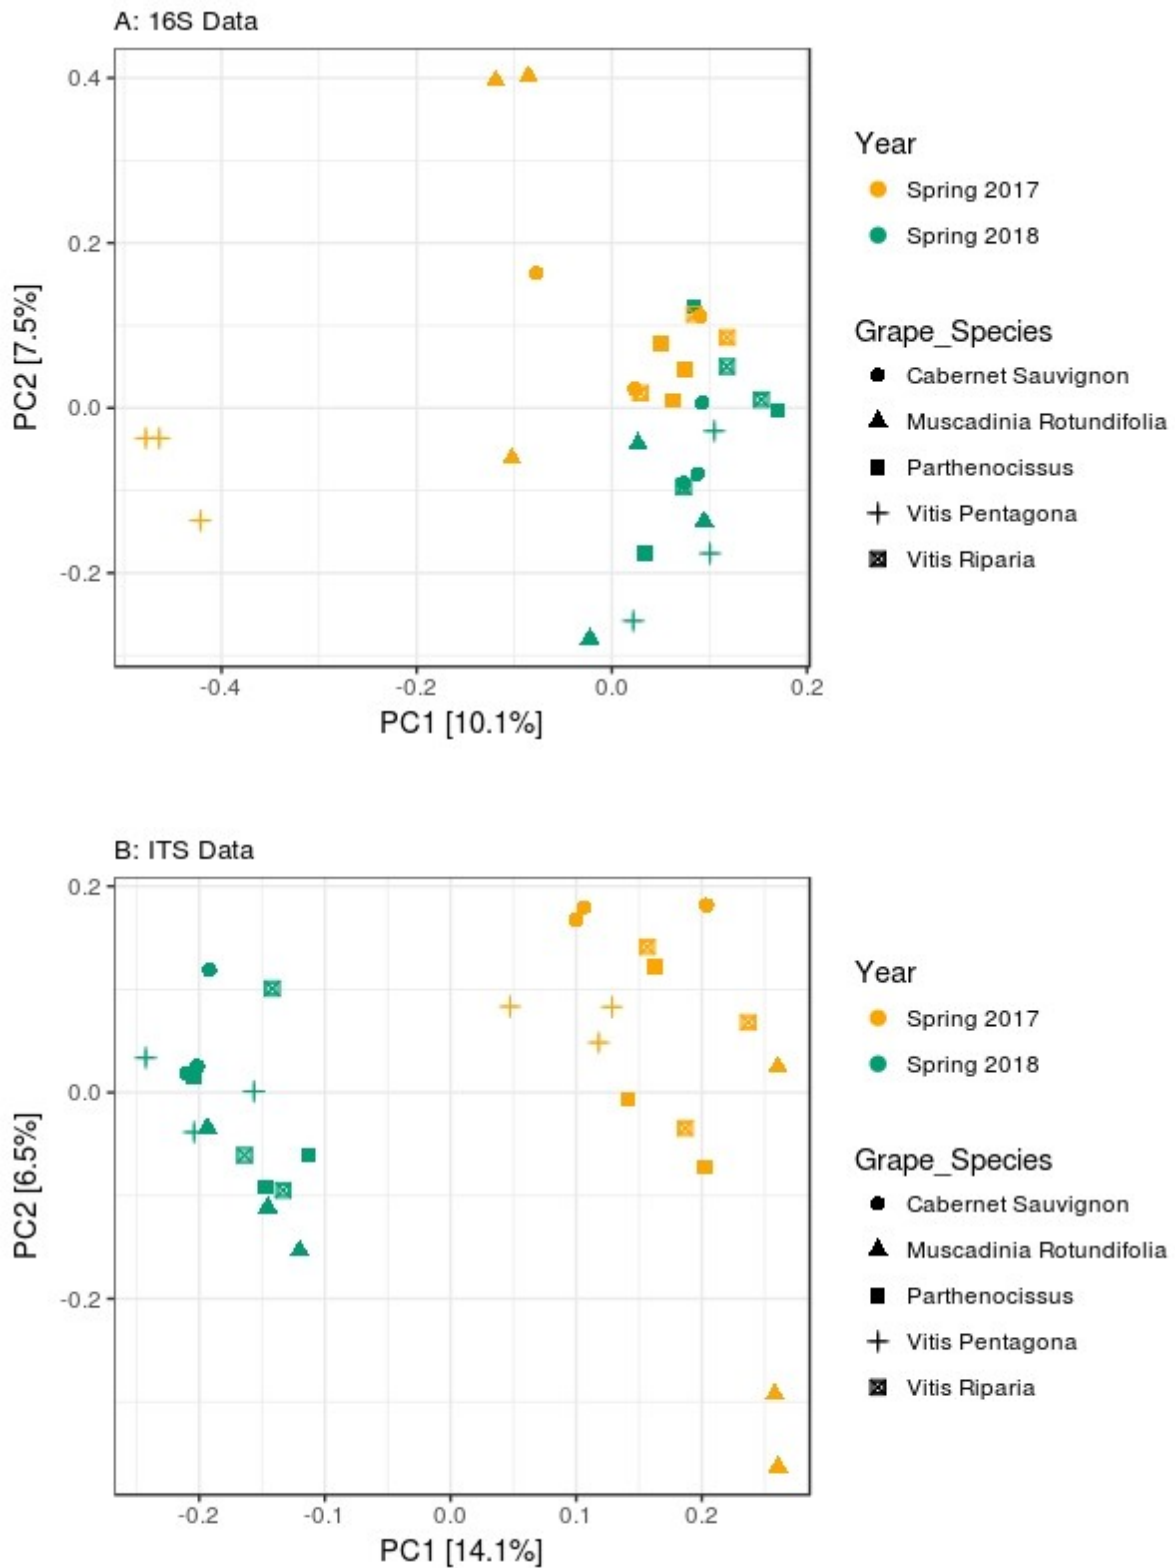 A: 16S Data
0.4
0.2
0.0
-0.2
PC2 [7.5%]
-0.4
-0.2
0.0
0.2
PC1 [10.1%]
Year
Spring 2017
Spring 2018
Grape_Species
Cabernet Sauvignon
Muscadinia Rotundifolia
Parthenocissus
Vitis Pentagona
Vitis Riparia
B: ITS Data
0.2
0.0
-0.2
PC2 [6.5%]
-0.2
-0.1
0.0
0.1
0.2
PC1 [14.1%]
Year
Spring 2017
Spring 2018
Grape_Species
Cabernet Sauvignon
Muscadinia Rotundifolia
Parthenocissus
Vitis Pentagona
Vitis Riparia